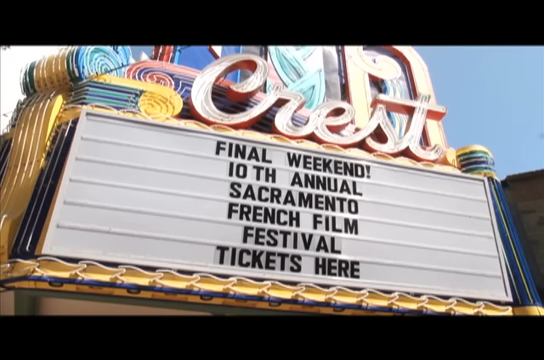 Crest
FINAL WEEKEND!
10TH ANNUAL
SACRAMENTO
FRENCH FILM
FESTIVAL
TICKETS HERE